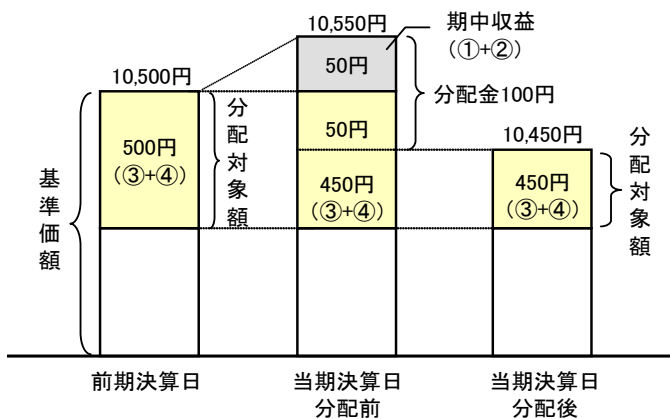 10,550円
期中収益
(①+②)
10,500円
50円
分配金100円
分配対象額
50円
10,450円
500円
(③+④)
基準価額
450円
(③+④)
450円
(③+④)
分配対象額
前期決算日
当期決算日
分配前
当期決算日
分配後